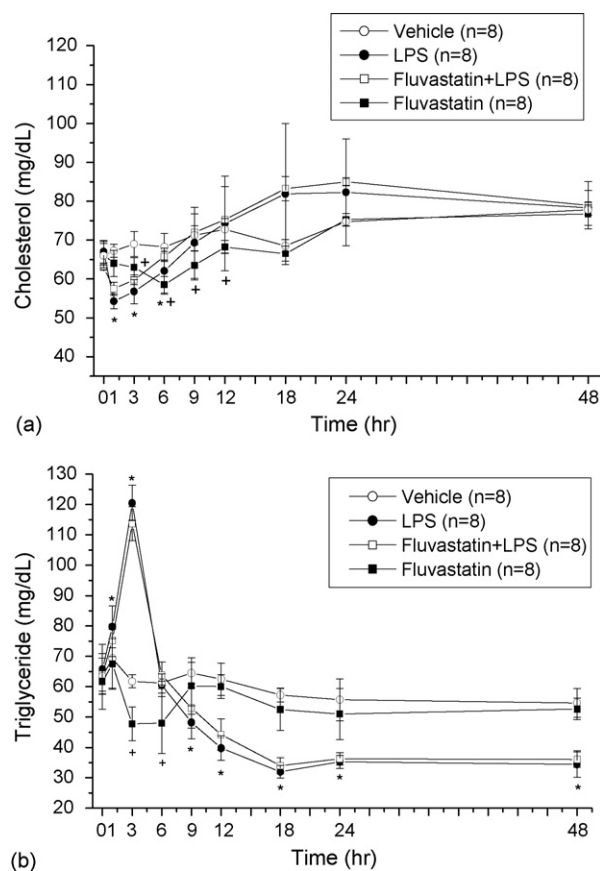 120
110
100
90
80
70
60
50
40
Cholesterol (mg/dL)
Vehicle (n=8)
LPS (n=8)
Fluvastatin+LPS (n=8)
Fluvastatin (n=8)
+
* * *+ + +
01 3 6 9 12 18 24 48
(a) Time (hr)
130
120
110
100
90
80
70
60
50
40
30
20
Triglyceride (mg/dL)
Vehicle (n=8)
LPS (n=8)
Fluvastatin+LPS (n=8)
Fluvastatin (n=8)
*
*
+ + * * * * *
01 3 6 9 12 18 24 48
(b) Time (hr)